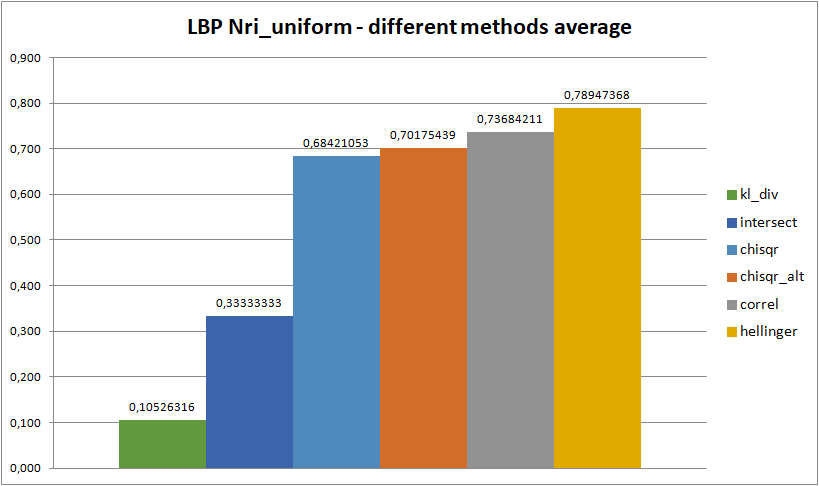 LBP Nri_uniform - different methods average
0,900
0,800
0,700
0,600
0,500
0,400
0,300
0,200
0,100
0,000
0,10526316
0,33333333
0,68421053
0,70175439
0,73684211
0,78947368
kl_div
intersect
chisqr
chisqr_alt
correl
hellinger